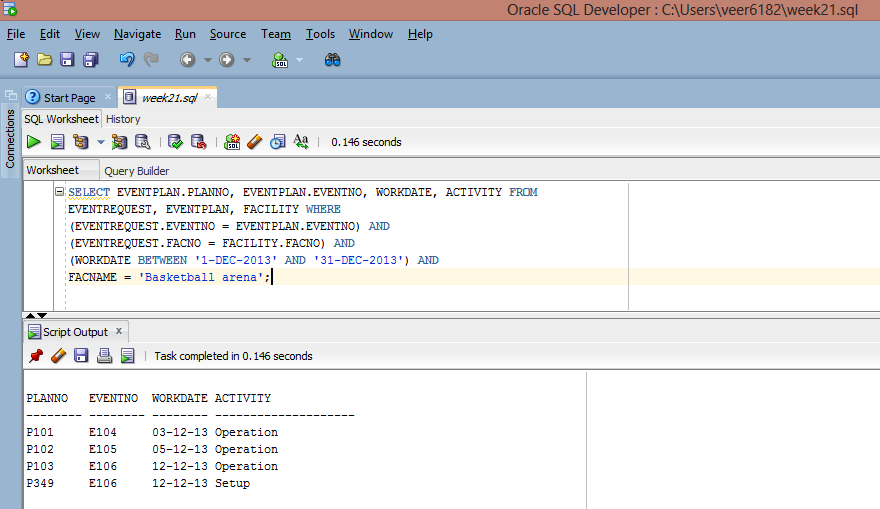 Oracle SQL Developer : C:\Users\veer6182\week21.sql
File Edit View Navigate Run Source Team Tools Window Help
SQL
Start Page week21.sql
Connections
SQL Worksheet History
SQL Aa 0.146 seconds
Worksheet Query Builder
SELECT EVENTPLAN.PLANNO, EVENTPLAN.EVENTNO, WORKDATE, ACTIVITY FROM
EVENTREQUEST, EVENTPLAN, FACILITY WHERE
(EVENTREQUEST.EVENTNO = EVENTPLAN.EVENTNO) AND
(EVENTREQUEST.FACNO = FACILITY.FACNO) AND
(WORKDATE BETWEEN '1-DEC-2013' AND '31-DEC-2013') AND
FACNAME = 'Basketball arena';
Script Output x
Task completed in 0.146 seconds
PLANNO EVENTNO WORKDATE ACTIVITY
-------- -------- -------- --------------------
P101 E104 03-12-13 Operation
P102 E105 05-12-13 Operation
P103 E106 12-12-13 Operation
P349 E106 12-12-13 Setup